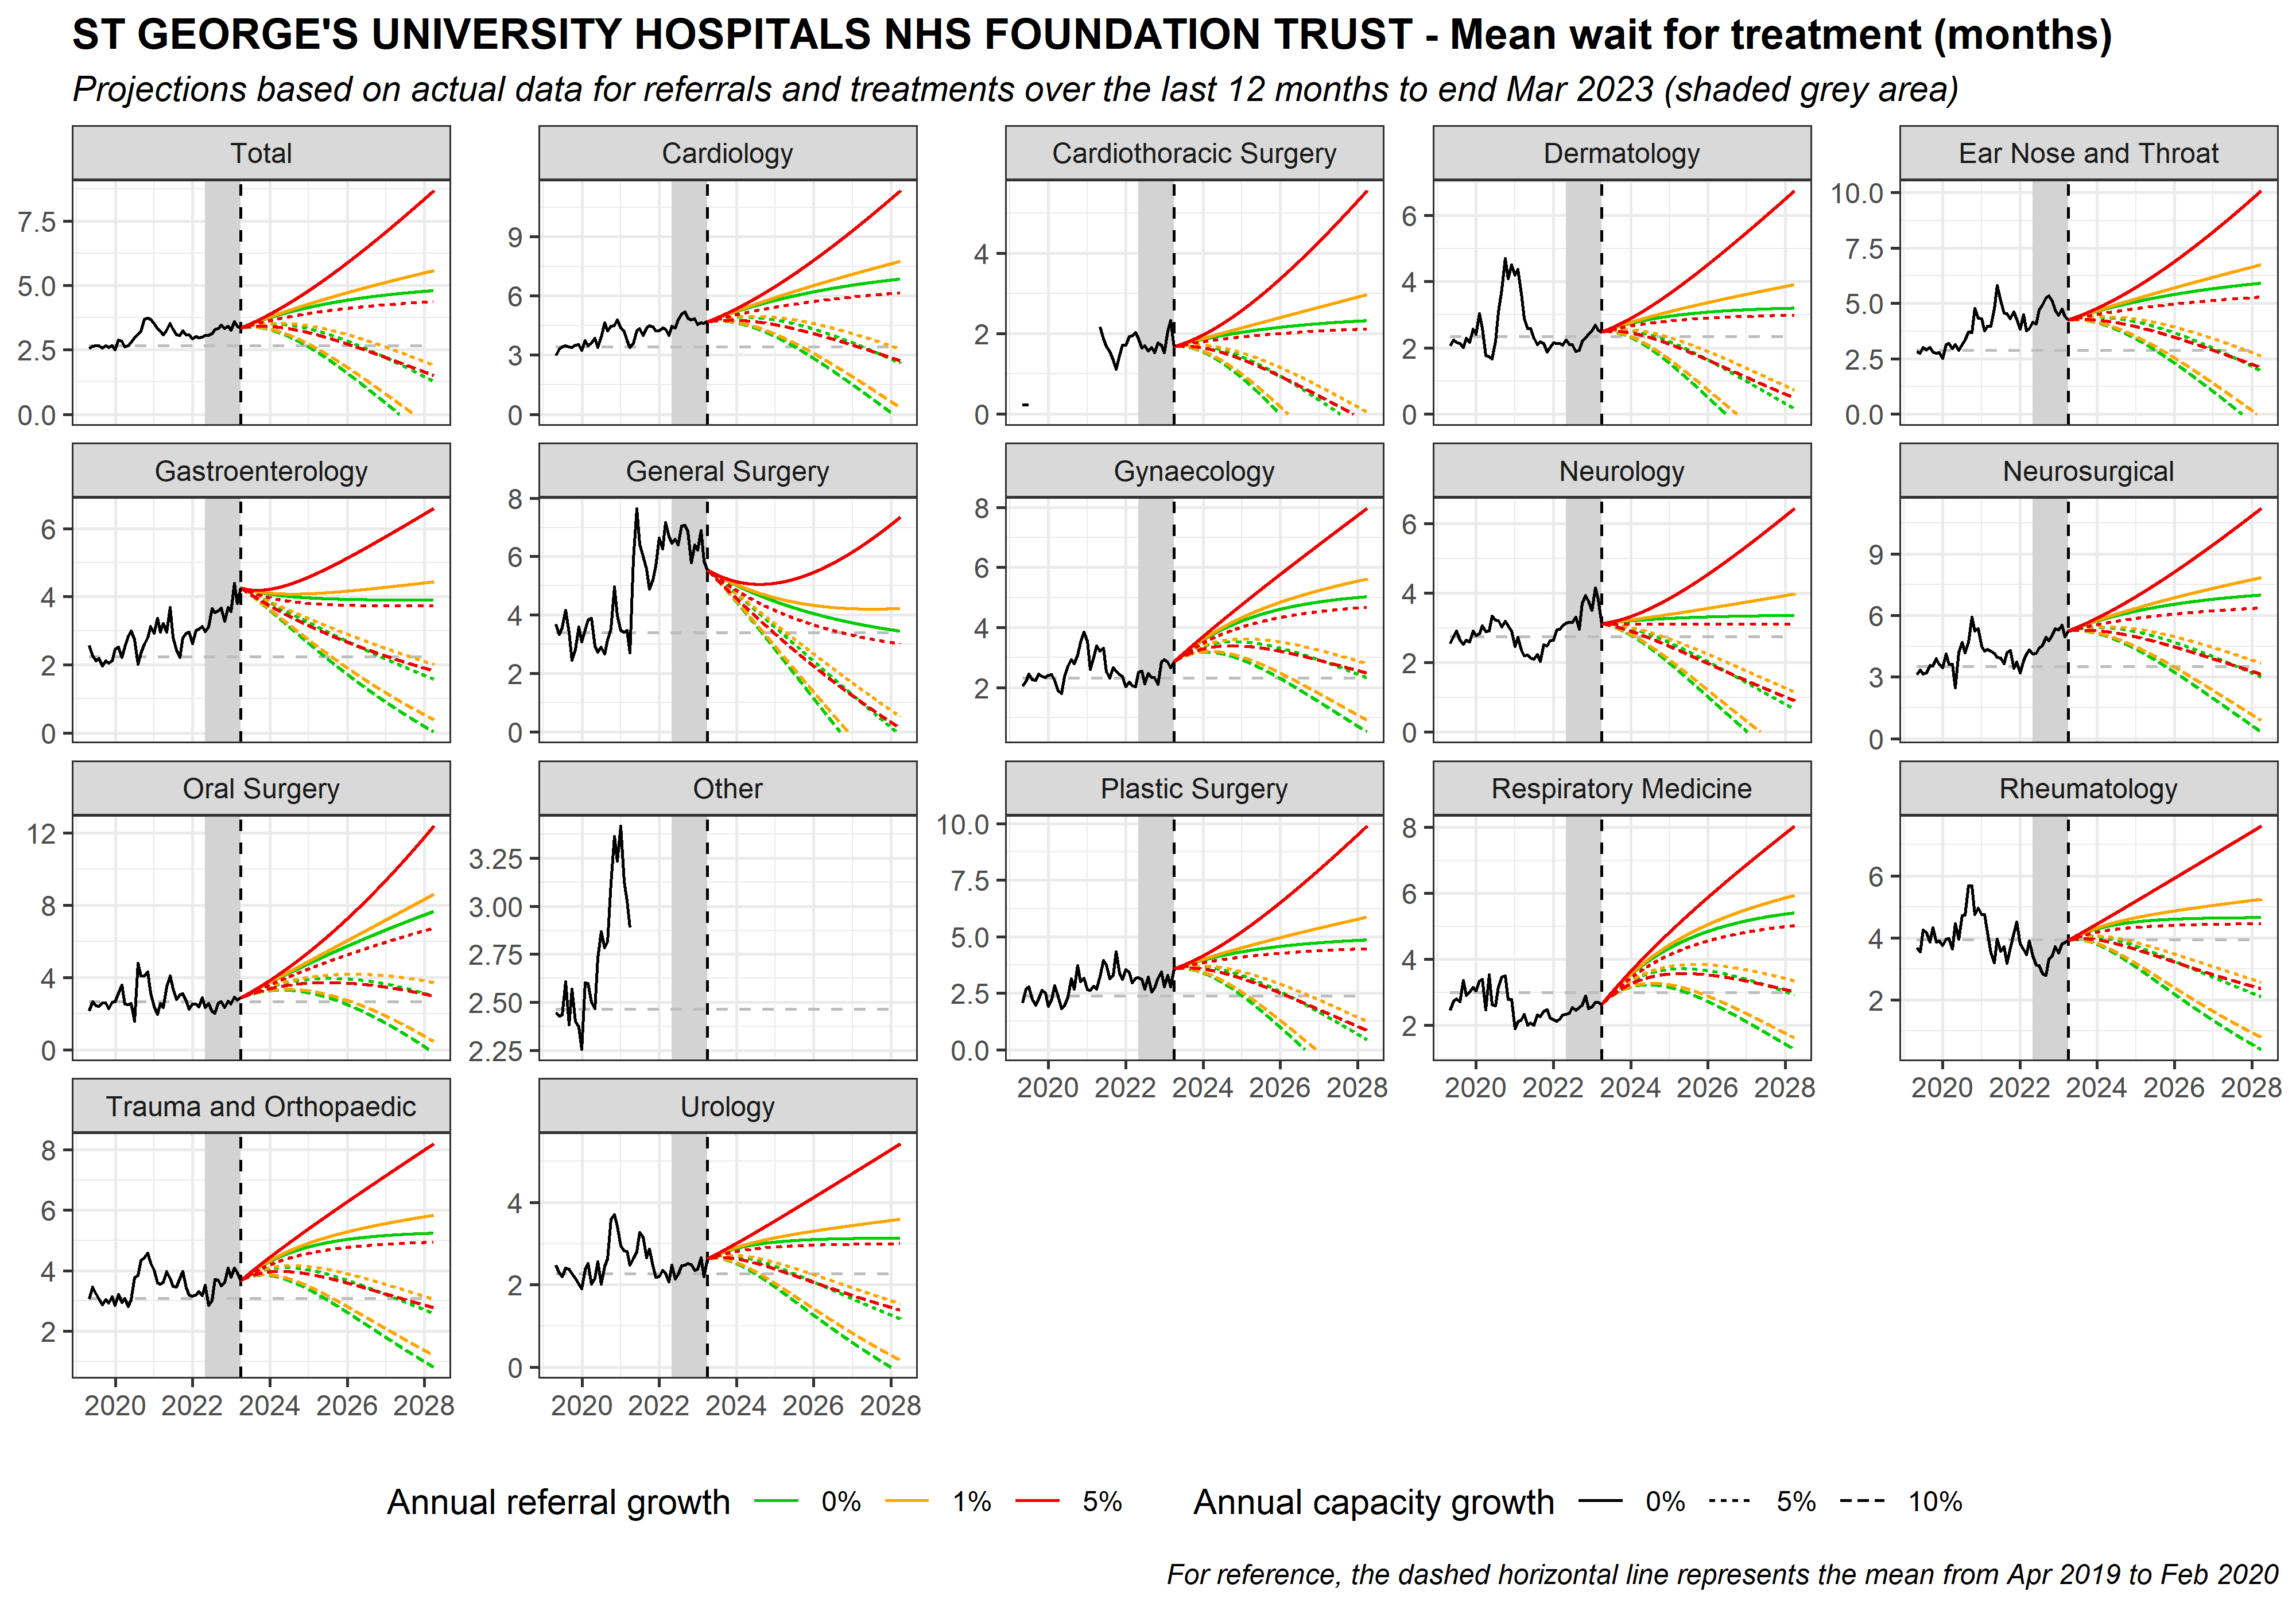 ST GEORGE'S UNIVERSITY HOSPITALS NHS FOUNDATION TRUST - Mean wait for treatment (months)
Projections based on actual data for referrals and treatments over the last 12 months to end Mar 2023 (shaded grey area)
Total
7.5
5.0
2.5
0.0
Cardiology
9
6
3
0
Cardiothoracic Surgery
4
2
0
Dermatology
6
4
2
0
Ear Nose and Throat
10.0
7.5
5.0
2.5
0.0
Gastroenterology
6
4
2
0
General Surgery
8
6
4
2
0
Gynaecology
8
6
4
2
Neurology
6
4
2
0
Neurosurgical
9
6
3
0
Oral Surgery
12
8
4
0
Other
3.25
3.00
2.75
2.50
2.25
Plastic Surgery
10.0
7.5
5.0
2.5
0.0
2020 2022 2024 2026 2028
Respiratory Medicine
8
6
4
2
2020 2022 2024 2026 2028
Rheumatology
6
4
2
2020 2022 2024 2026 2028
Trauma and Orthopaedic
8
6
4
2
2020 2022 2024 2026 2028
Urology
4
2
0
2020 2022 2024 2026 2028
Annual referral growth 0% 1% 5% Annual capacity growth 0% 5% 10%
For reference, the dashed horizontal line represents the mean from Apr 2019 to Feb 2020